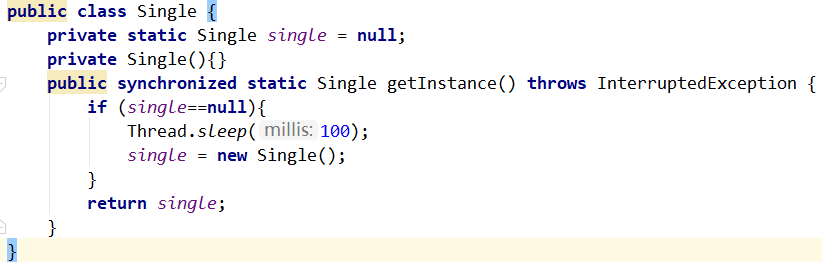 public class Single {
    private static Single single = null;
    private Single(){}
    public synchronized static Single getInstance() throws InterruptedException {
        if (single==null){
            Thread.sleep( millis: 100);
            single = new Single();
        }
        return single;
    }
}